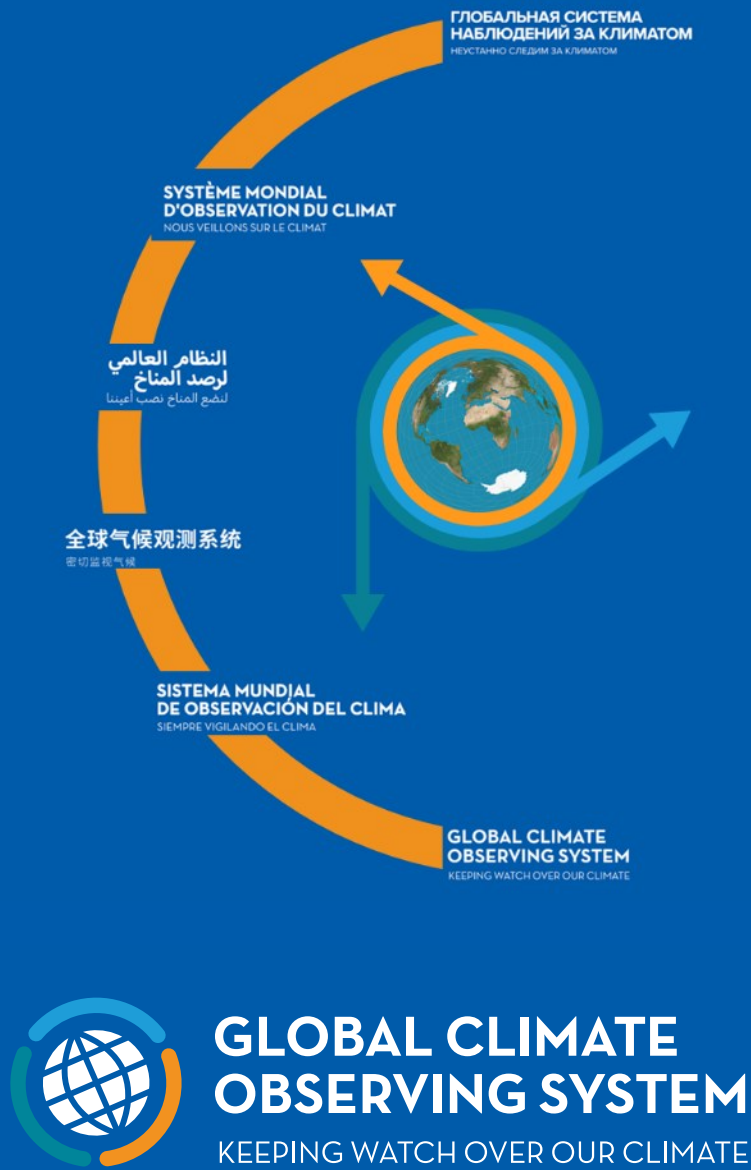 ГЛОБАЛЬНАЯ СИСТЕМА
НАБЛЮДЕНИЙ ЗА КЛИМАТОМ
НЕУСТАННО СЛЕДИМ ЗА КЛИМАТОМ
SYSTÈME MONDIAL
D'OBSERVATION DU CLIMAT
NOUS VEILLONS SUR LE CLIMAT
النظام العالمي
لرصد المناخ
لنضع المناخ نصب أعيننا
全球气候观测系统
密切监视气候
SISTEMA MUNDIAL
DE OBSERVACIÓN DEL CLIMA
SIEMPRE VIGILANDO EL CLIMA
GLOBAL CLIMATE
OBSERVING SYSTEM
KEEPING WATCH OVER OUR CLIMATE
GLOBAL CLIMATE
OBSERVING SYSTEM
KEEPING WATCH OVER OUR CLIMATE